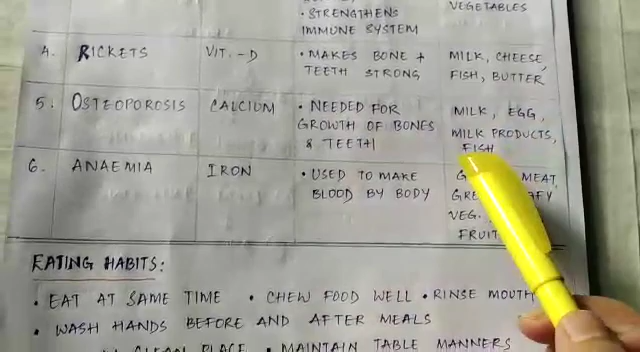 • STRENGTHENS VEGETABLES
IMMUNE SYSTEM
4. RICKETS VIT. - D • MAKES BONE + MILK, CHEESE,
TEETH STRONG FISH, BUTTER
5. OSTEOPOROSIS CALCIUM • NEEDED FOR MILK, EGG,
GROWTH OF BONES MILK PRODUCTS,
& TEETH FISH
6. ANAEMIA IRON • USED TO MAKE MEAT,
BLOOD BY BODY
VEG.
EATING HABITS:
• EAT AT SAME TIME • CHEW FOOD WELL • RINSE MOUTH
• WASH HANDS BEFORE AND AFTER MEALS
CLEAN PLACE • MAINTAIN TABLE MANNERS